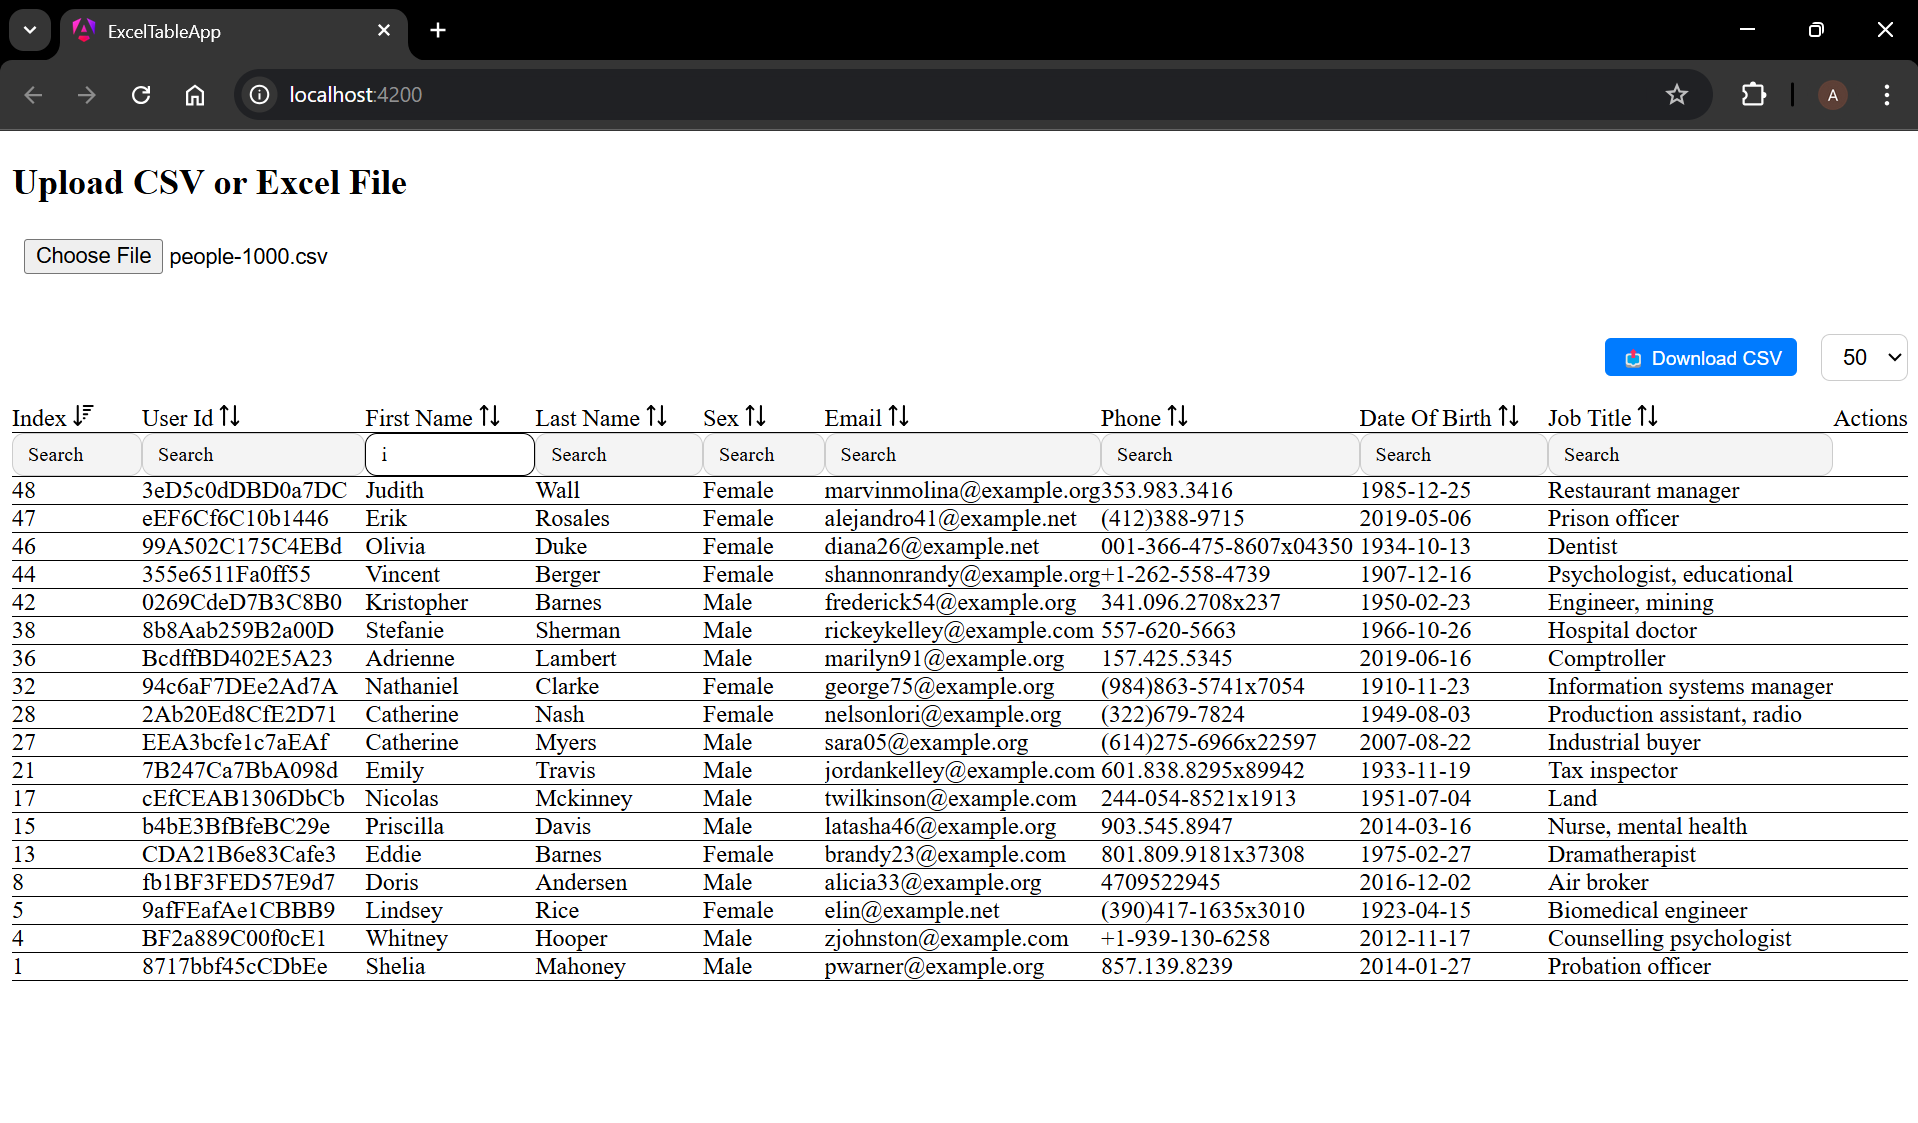 ExcelTableApp
localhost:4200
A
Upload CSV or Excel File
Choose File people-1000.csv
Download CSV 50
Index User Id First Name Last Name Sex Email Phone Date Of Birth Job Title Actions
Search Search i Search Search Search Search Search Search
48 3eD5c0dDBD0a7DC Judith Wall Female marvinmolina@example.org 353.983.3416 1985-12-25 Restaurant manager
47 eEF6Cf6C10b1446 Erik Rosales Female alejandro41@example.net (412)388-9715 2019-05-06 Prison officer
46 99A502C175C4EBd Olivia Duke Female diana26@example.net 001-366-475-8607x04350 1934-10-13 Dentist
44 355e6511Fa0ff55 Vincent Berger Female shannonrandy@example.org +1-262-558-4739 1907-12-16 Psychologist, educational
42 0269CdeD7B3C8B0 Kristopher Barnes Male frederick54@example.org 341.096.2708x237 1950-02-23 Engineer, mining
38 8b8Aab259B2a00D Stefanie Sherman Male rickeykelley@example.com 557-620-5663 1966-10-26 Hospital doctor
36 BcdffBD402E5A23 Adrienne Lambert Male marilyn91@example.org 157.425.5345 2019-06-16 Comptroller
32 94c6aF7DEe2Ad7A Nathaniel Clarke Female george75@example.org (984)863-5741x7054 1910-11-23 Information systems manager
28 2Ab20Ed8CfE2D71 Catherine Nash Female nelsonlori@example.org (322)679-7824 1949-08-03 Production assistant, radio
27 EEA3bcfe1c7aEAf Catherine Myers Male sara05@example.org (614)275-6966x22597 2007-08-22 Industrial buyer
21 7B247Ca7BbA098d Emily Travis Male jordankelley@example.com 601.838.8295x89942 1933-11-19 Tax inspector
17 cEfCEAB1306DbCb Nicolas Mckinney Male twilkinson@example.com 244-054-8521x1913 1951-07-04 Land
15 b4bE3BfBfeBC29e Priscilla Davis Male latasha46@example.org 903.545.8947 2014-03-16 Nurse, mental health
13 CDA21B6e83Cafe3 Eddie Barnes Female brandy23@example.com 801.809.9181x37308 1975-02-27 Dramatherapist
8 fb1BF3FED57E9d7 Doris Andersen Male alicia33@example.org 4709522945 2016-12-02 Air broker
5 9afFEafAe1CBBB9 Lindsey Rice Female elin@example.net (390)417-1635x3010 1923-04-15 Biomedical engineer
4 BF2a889C00f0cE1 Whitney Hooper Male zjohnston@example.com +1-939-130-6258 2012-11-17 Counselling psychologist
1 8717bbf45cCDbEe Shelia Mahoney Male pwarner@example.org 857.139.8239 2014-01-27 Probation officer